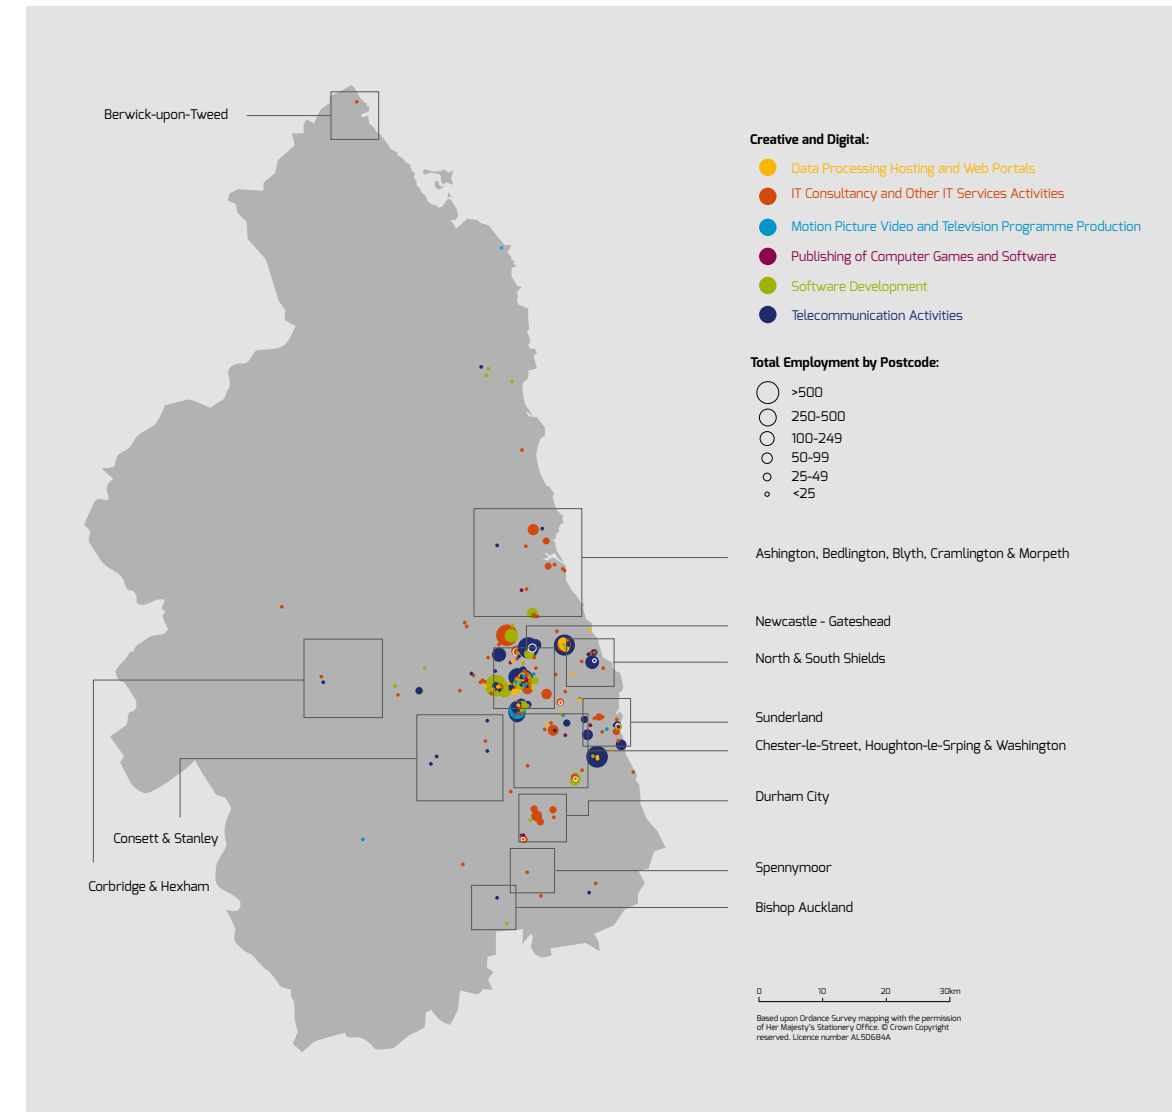 Berwick-upon-Tweed
Creative and Digital:
Data Processing Hosting and Web Portals
IT Consultancy and Other IT Services Activities
Motion Picture Video and Television Programme Production
Publishing of Computer Games and Software
Software Development
Telecommunication Activities
Total Employment by Postcode:
>500
250-500
100-249
50-99
25-49
<25
Ashington, Bedlington, Blyth, Cramlington & Morpeth
Newcastle - Gateshead
North & South Shields
Sunderland
Chester-le-Street, Houghton-le-Srping & Washington
Durham City
Consett & Stanley
Spennymoor
Corbridge & Hexham
Bishop Auckland
0 10 20 30km
Based upon Ordance Survey mapping with the permission
of Her Majesty's Stationery Office. © Crown Copyright
reserved. Licence number AL50684A